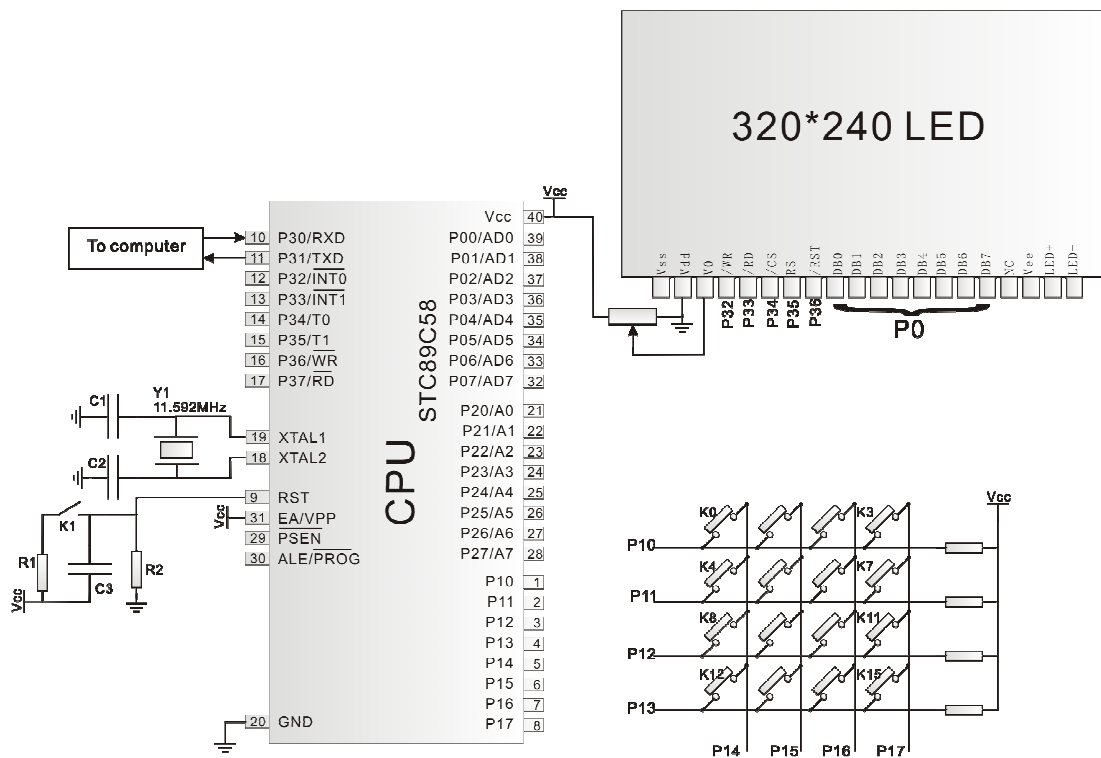 320*240 LED
Vss Vdd V0 /WR /RD /CS RS /RST DB0 DB1 DB2 DB3 DB4 DB5 DB6 DB7 NC Vee LED+ LED-
P32 P33 P34 P35 P36 P0
Vcc
To computer
10 P30/RXD
11 P31/TXD
12 P32/INT0
13 P33/INT1
14 P34/T0
15 P35/T1
16 P36/WR
17 P37/RD
C1
Y1
11.592MHz
C2
19 XTAL1
18 XTAL2
9 RST
31 EA/VPP
29 PSEN
30 ALE/PROG
20 GND
K1
Vcc
R1
C3
R2
Vcc
CPU
STC89C58
Vcc 40
P00/AD0 39
P01/AD1 38
P02/AD2 37
P03/AD3 36
P04/AD4 35
P05/AD5 34
P06/AD6 33
P07/AD7 32
P20/A0 21
P21/A1 22
P22/A2 23
P23/A3 24
P24/A4 25
P25/A5 26
P26/A6 27
P27/A7 28
P10 1
P11 2
P12 3
P13 4
P14 5
P15 6
P16 7
P17 8
Vcc
K0 K3
P10
K4 K7
P11
K8 K11
P12
K12 K15
P13
P14 P15 P16 P17